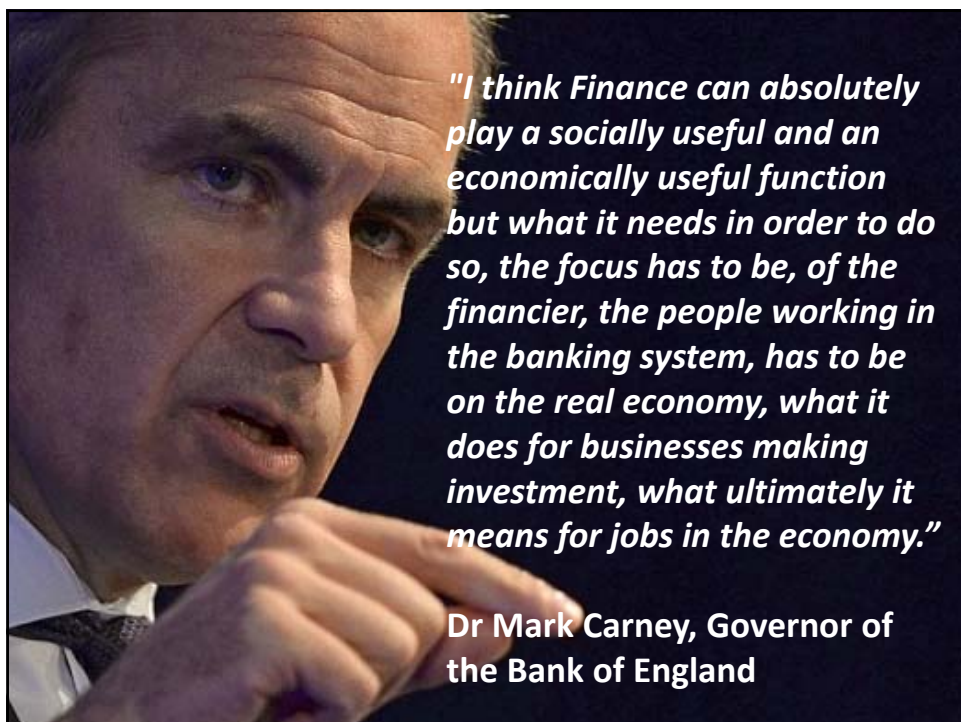 "I think Finance can absolutely
play a socially useful and an
economically useful function
but what it needs in order to do
so, the focus has to be, of the
financier, the people working in
the banking system, has to be
on the real economy, what it
does for businesses making
investment, what ultimately it
means for jobs in the economy.”
Dr Mark Carney, Governor of
the Bank of England